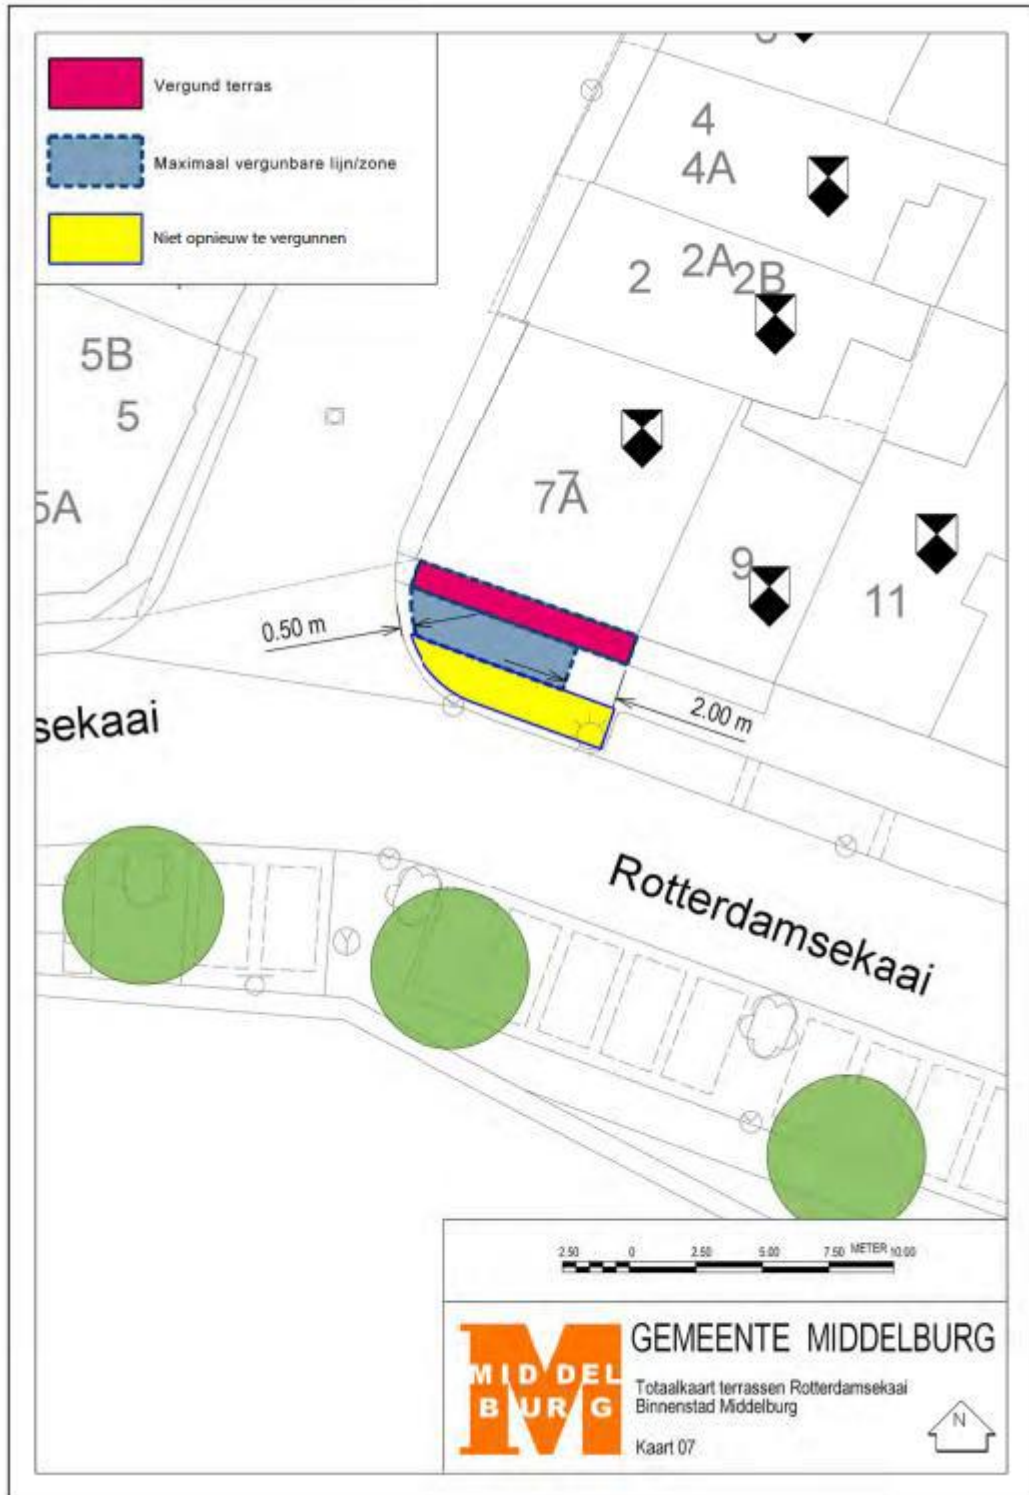 Vergund terras
Maximaal vergunbare lijn/zone
Niet opnieuw te vergunnen
4
4A
2
2A
2B
5B
5
5A
7
7A
9
11
0.50 m
2.00 m
sekaai
Rotterdamsekaai
2.50 0 2.50 5.00 7.50 METER 10.00
MIDDEL
BURG
GEMEENTE MIDDELBURG
Totaalkaart terrassen Rotterdamsekaai
Binnenstad Middelburg
Kaart 07
N